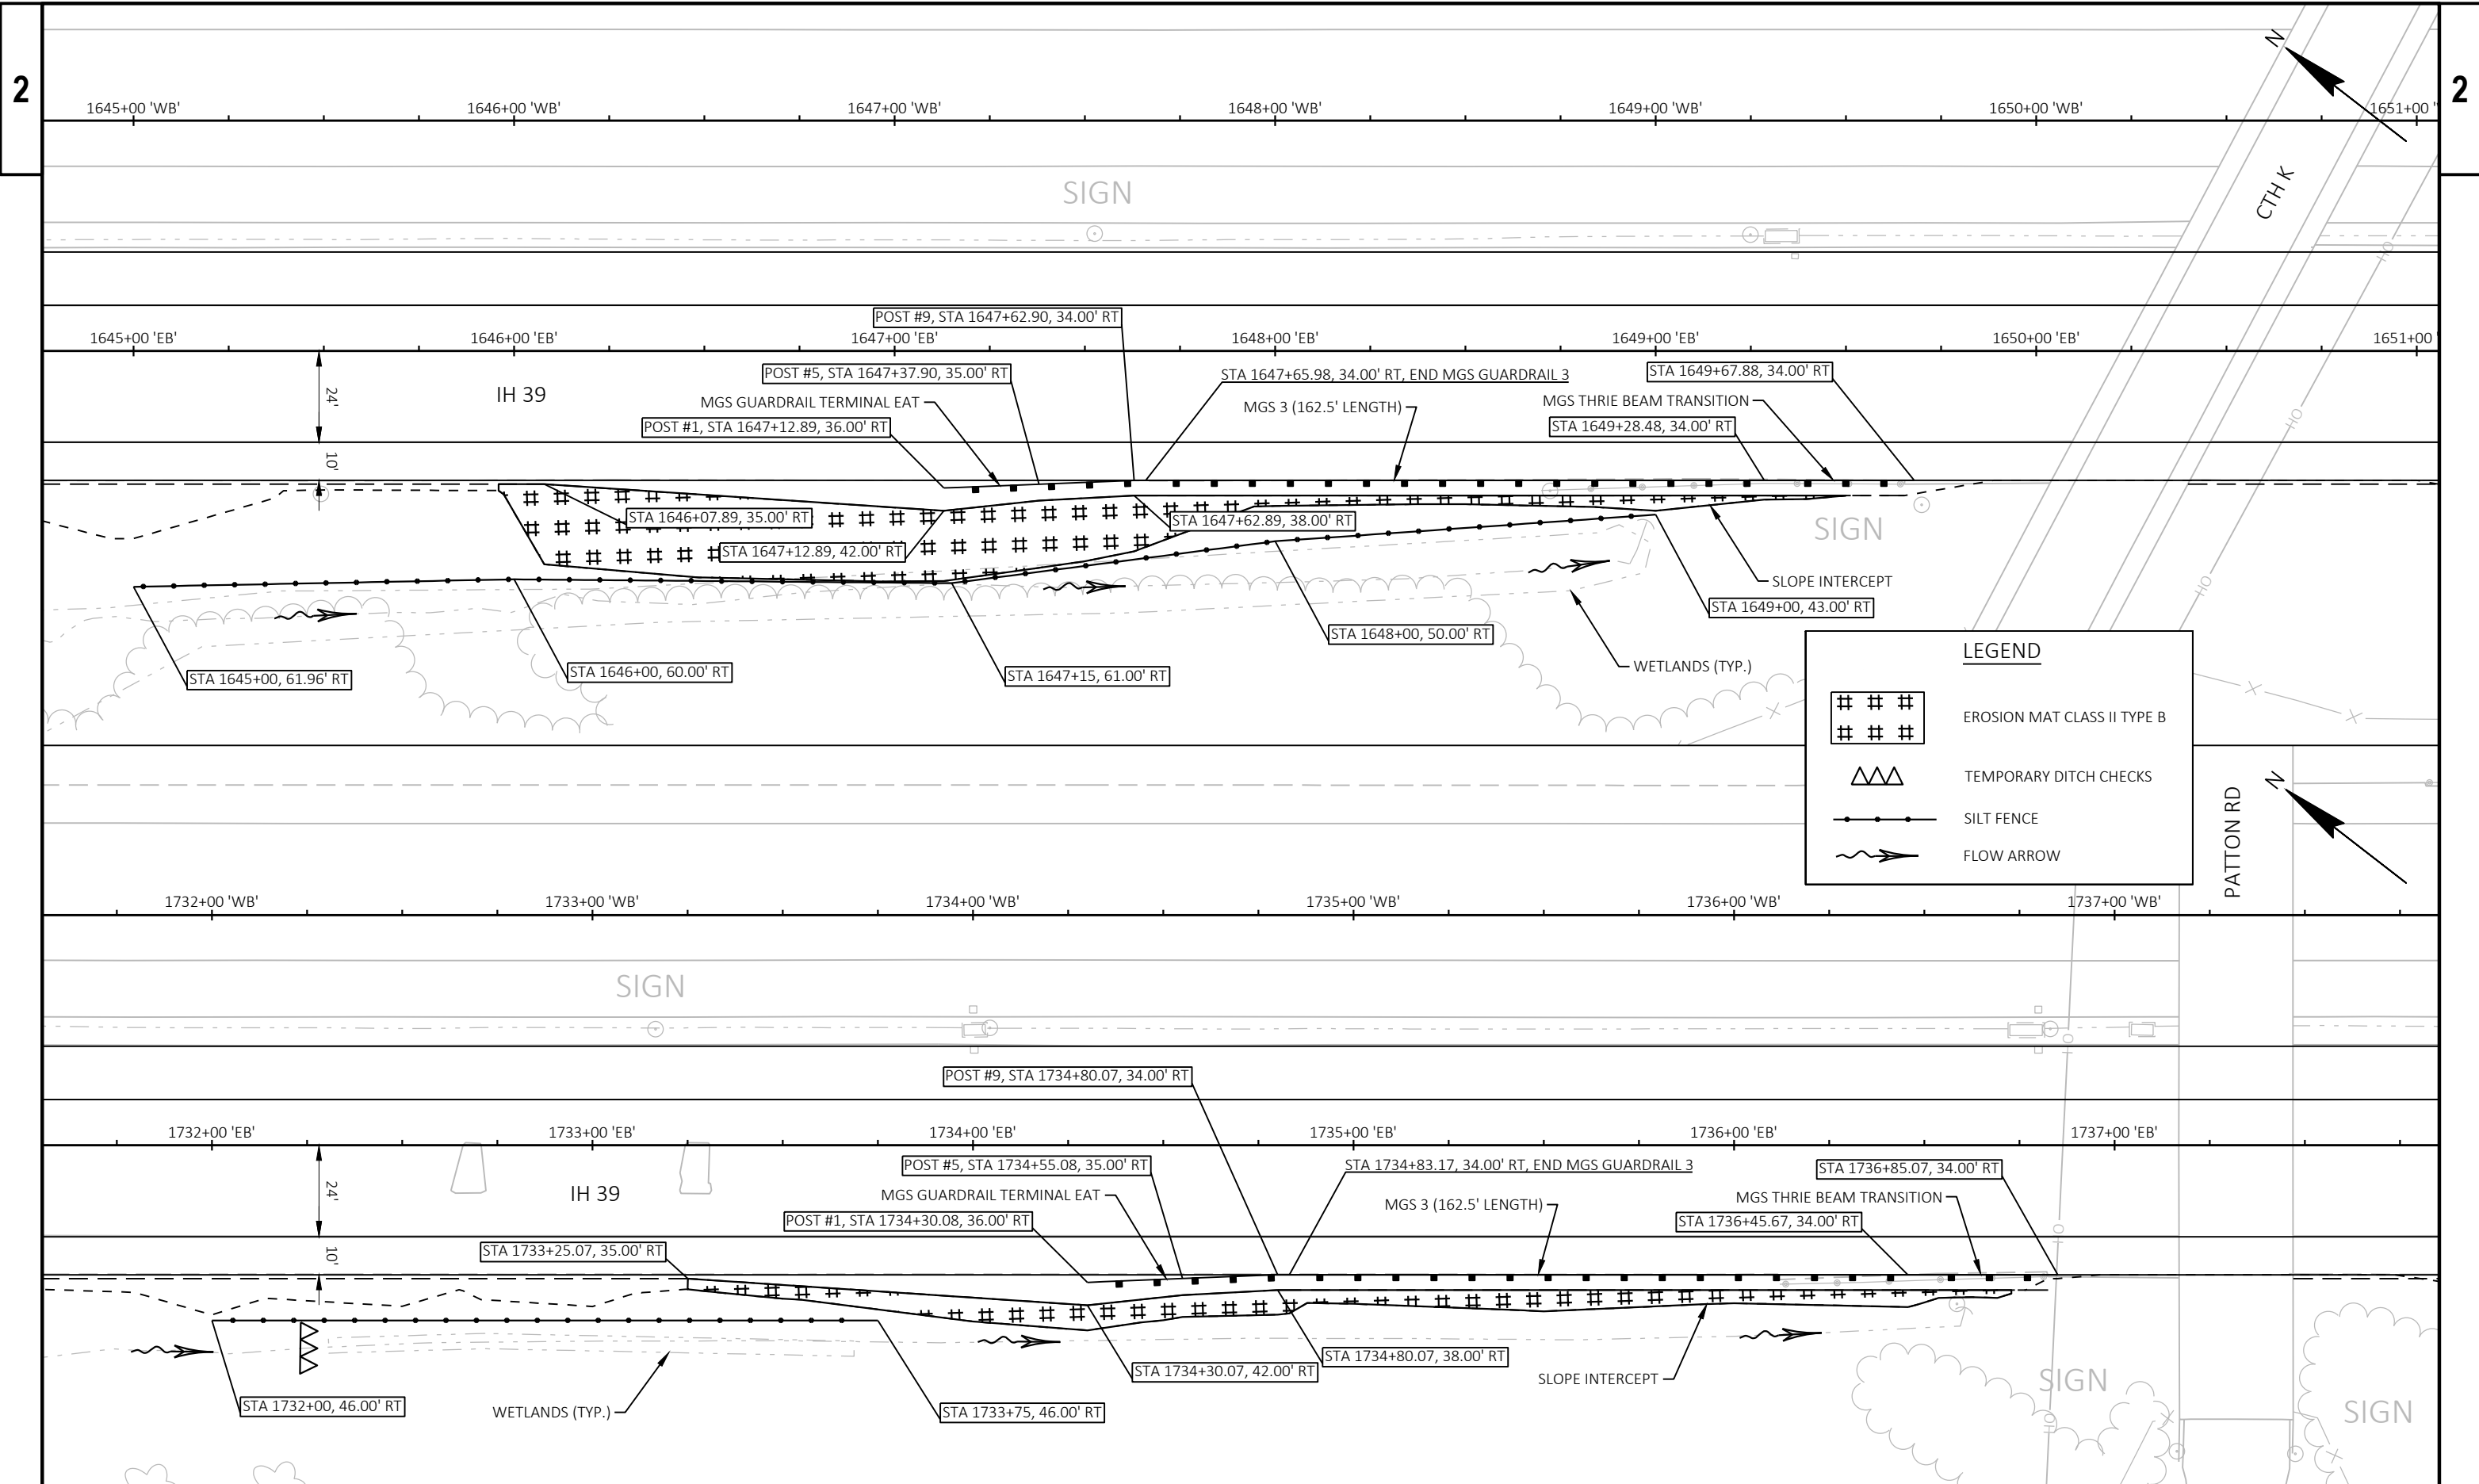 2
2
N
1645+00 'WB'
1646+00 'WB'
1647+00 'WB'
1648+00 'WB'
1649+00 'WB'
1650+00 'WB'
1651+00 '
CTH K
SIGN
HO
POST #9, STA 1647+62.90, 34.00' RT
1645+00 'EB'
1646+00 'EB'
1647+00 'EB'
1648+00 'EB'
1649+00 'EB'
1650+00 'EB'
1651+00
24'
IH 39
POST #5, STA 1647+37.90, 35.00' RT
STA 1647+65.98, 34.00' RT, END MGS GUARDRAIL 3
STA 1649+67.88, 34.00' RT
MGS GUARDRAIL TERMINAL EAT
MGS 3 (162.5' LENGTH)
MGS THRIE BEAM TRANSITION
POST #1, STA 1647+12.89, 36.00' RT
STA 1649+28.48, 34.00' RT
HO
10'
STA 1646+07.89, 35.00' RT
STA 1647+62.89, 38.00' RT
SIGN
STA 1647+12.89, 42.00' RT
SLOPE INTERCEPT
HO
STA 1649+00, 43.00' RT
STA 1648+00, 50.00' RT
WETLANDS (TYP.)
STA 1645+00, 61.96' RT
STA 1646+00, 60.00' RT
STA 1647+15, 61.00' RT
LEGEND
EROSION MAT CLASS II TYPE B
TEMPORARY DITCH CHECKS
SILT FENCE
FLOW ARROW
N
PATTON RD
1732+00 'WB'
1733+00 'WB'
1734+00 'WB'
1735+00 'WB'
1736+00 'WB'
1737+00 'WB'
SIGN
POST #9, STA 1734+80.07, 34.00' RT
1732+00 'EB'
1733+00 'EB'
1734+00 'EB'
1735+00 'EB'
1736+00 'EB'
1737+00 'EB'
24'
IH 39
POST #5, STA 1734+55.08, 35.00' RT
STA 1734+83.17, 34.00' RT, END MGS GUARDRAIL 3
STA 1736+85.07, 34.00' RT
MGS GUARDRAIL TERMINAL EAT
MGS 3 (162.5' LENGTH)
MGS THRIE BEAM TRANSITION
POST #1, STA 1734+30.08, 36.00' RT
STA 1736+45.67, 34.00' RT
10'
STA 1733+25.07, 35.00' RT
STA 1734+80.07, 38.00' RT
STA 1734+30.07, 42.00' RT
SLOPE INTERCEPT
SIGN
STA 1732+00, 46.00' RT
WETLANDS (TYP.)
STA 1733+75, 46.00' RT
SIGN
HO